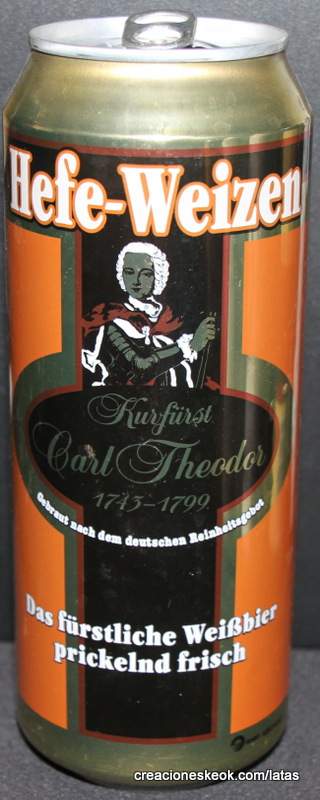 Hefe-Weizen
Kurfürst
Carl Theodor
1743-1799
Gebraut nach dem deutschen Reinheitsgebot
Das fürstliche Weißbier
prickelnd frisch
creacioneskeok.com/latas